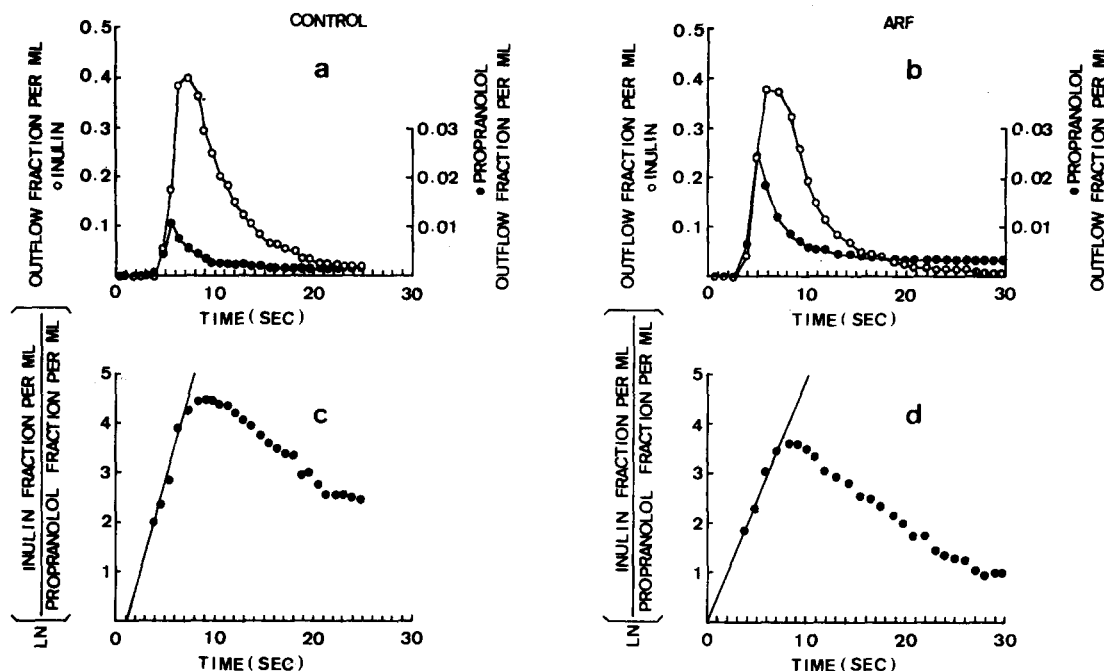 CONTROL
a
OUTFLOW FRACTION PER ML
o INULIN
0.5
0.4
0.3
0.2
0.1
0 10 20 30
TIME (SEC)
0.03
0.02
0.01
● PROPRANOLOL
OUTFLOW FRACTION PER ML
ARF
b
OUTFLOW FRACTION PER ML
o INULIN
0.5
0.4
0.3
0.2
0.1
0 10 20 30
TIME (SEC)
0.03
0.02
0.01
● PROPRANOLOL
OUTFLOW FRACTION PER ML
c
LN [ INULIN FRACTION PER ML
PROPRANOLOL FRACTION PER ML ]
5
4
3
2
1
0 10 20 30
TIME (SEC)
d
LN [ INULIN FRACTION PER ML
PROPRANOLOL FRACTION PER ML ]
5
4
3
2
1
0 10 20 30
TIME (SEC)